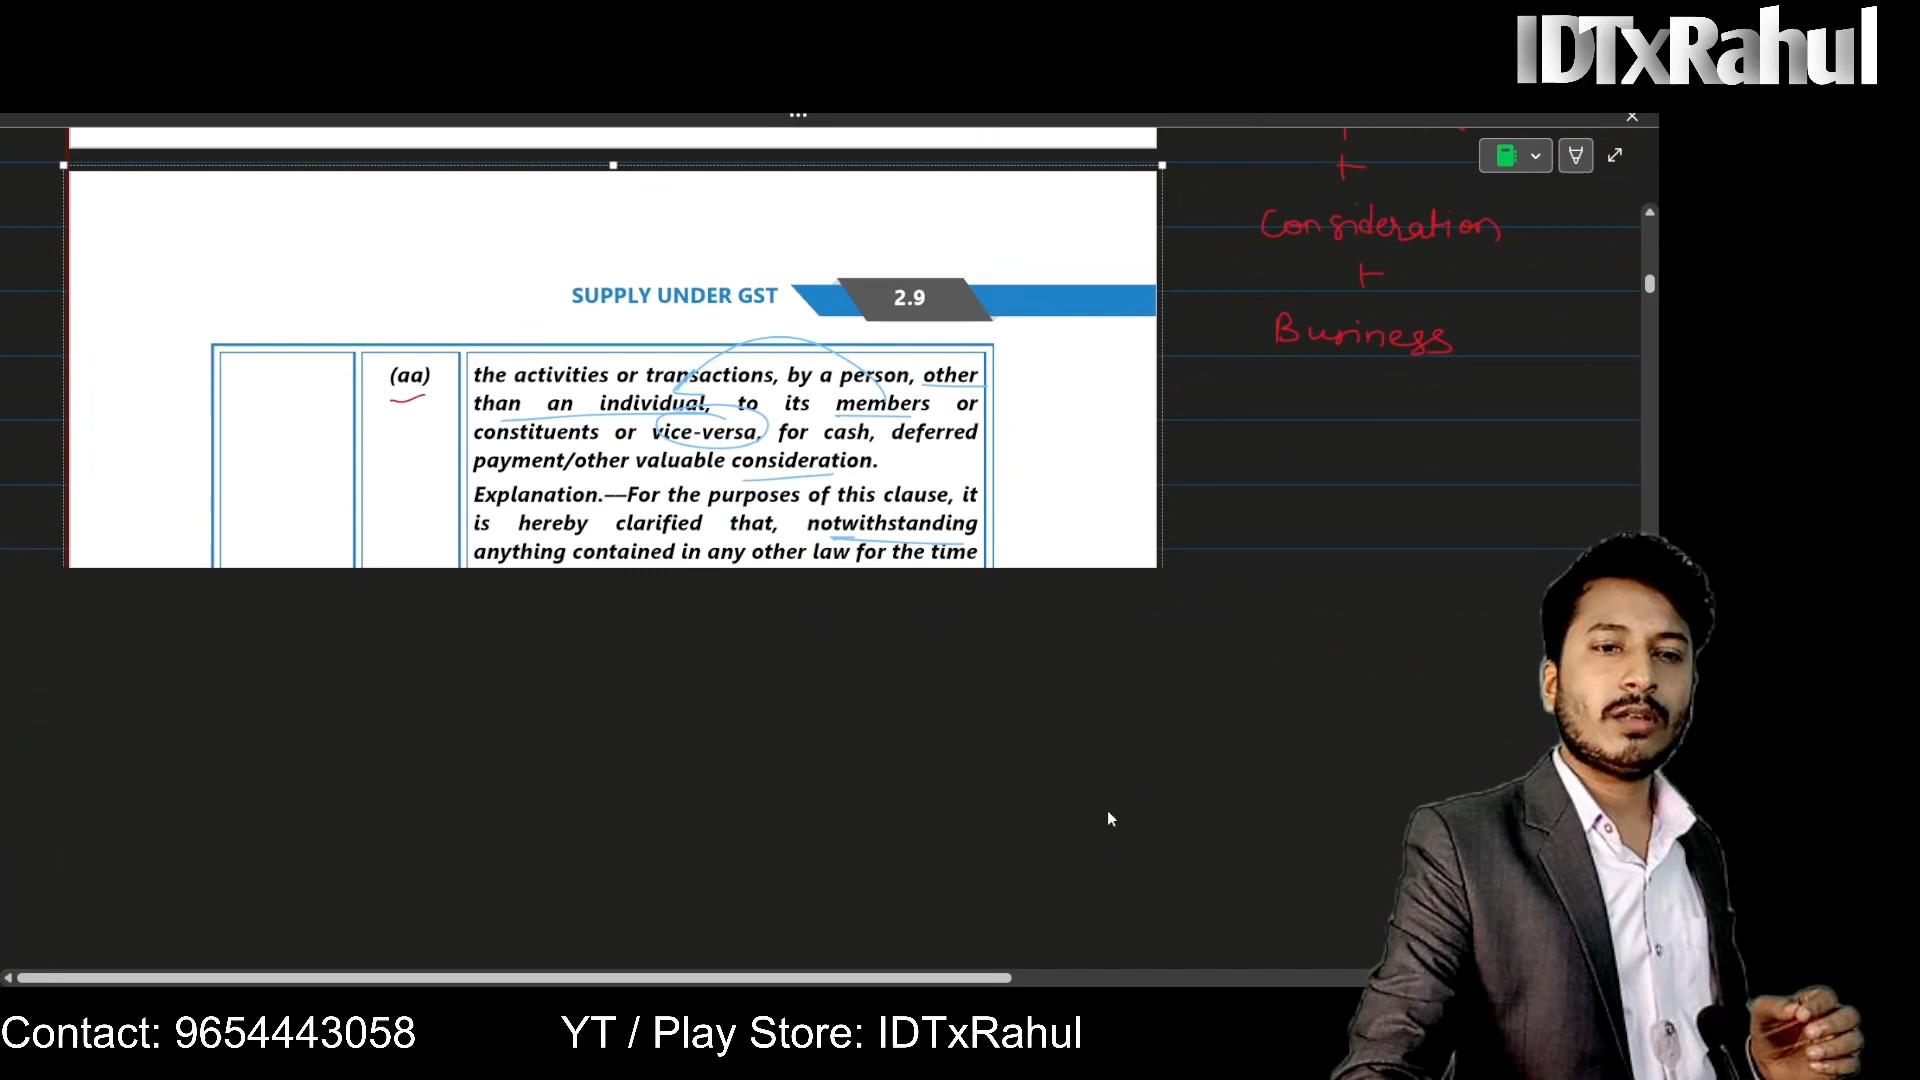 IDTxRahul
Consideration
+
Business
SUPPLY UNDER GST 2.9
(aa) the activities or transactions, by a person, other
than an individual, to its members or
constituents or vice-versa, for cash, deferred
payment/other valuable consideration.
Explanation.—For the purposes of this clause, it
is hereby clarified that, notwithstanding
anything contained in any other law for the time
Contact: 9654443058 YT / Play Store: IDTxRahul